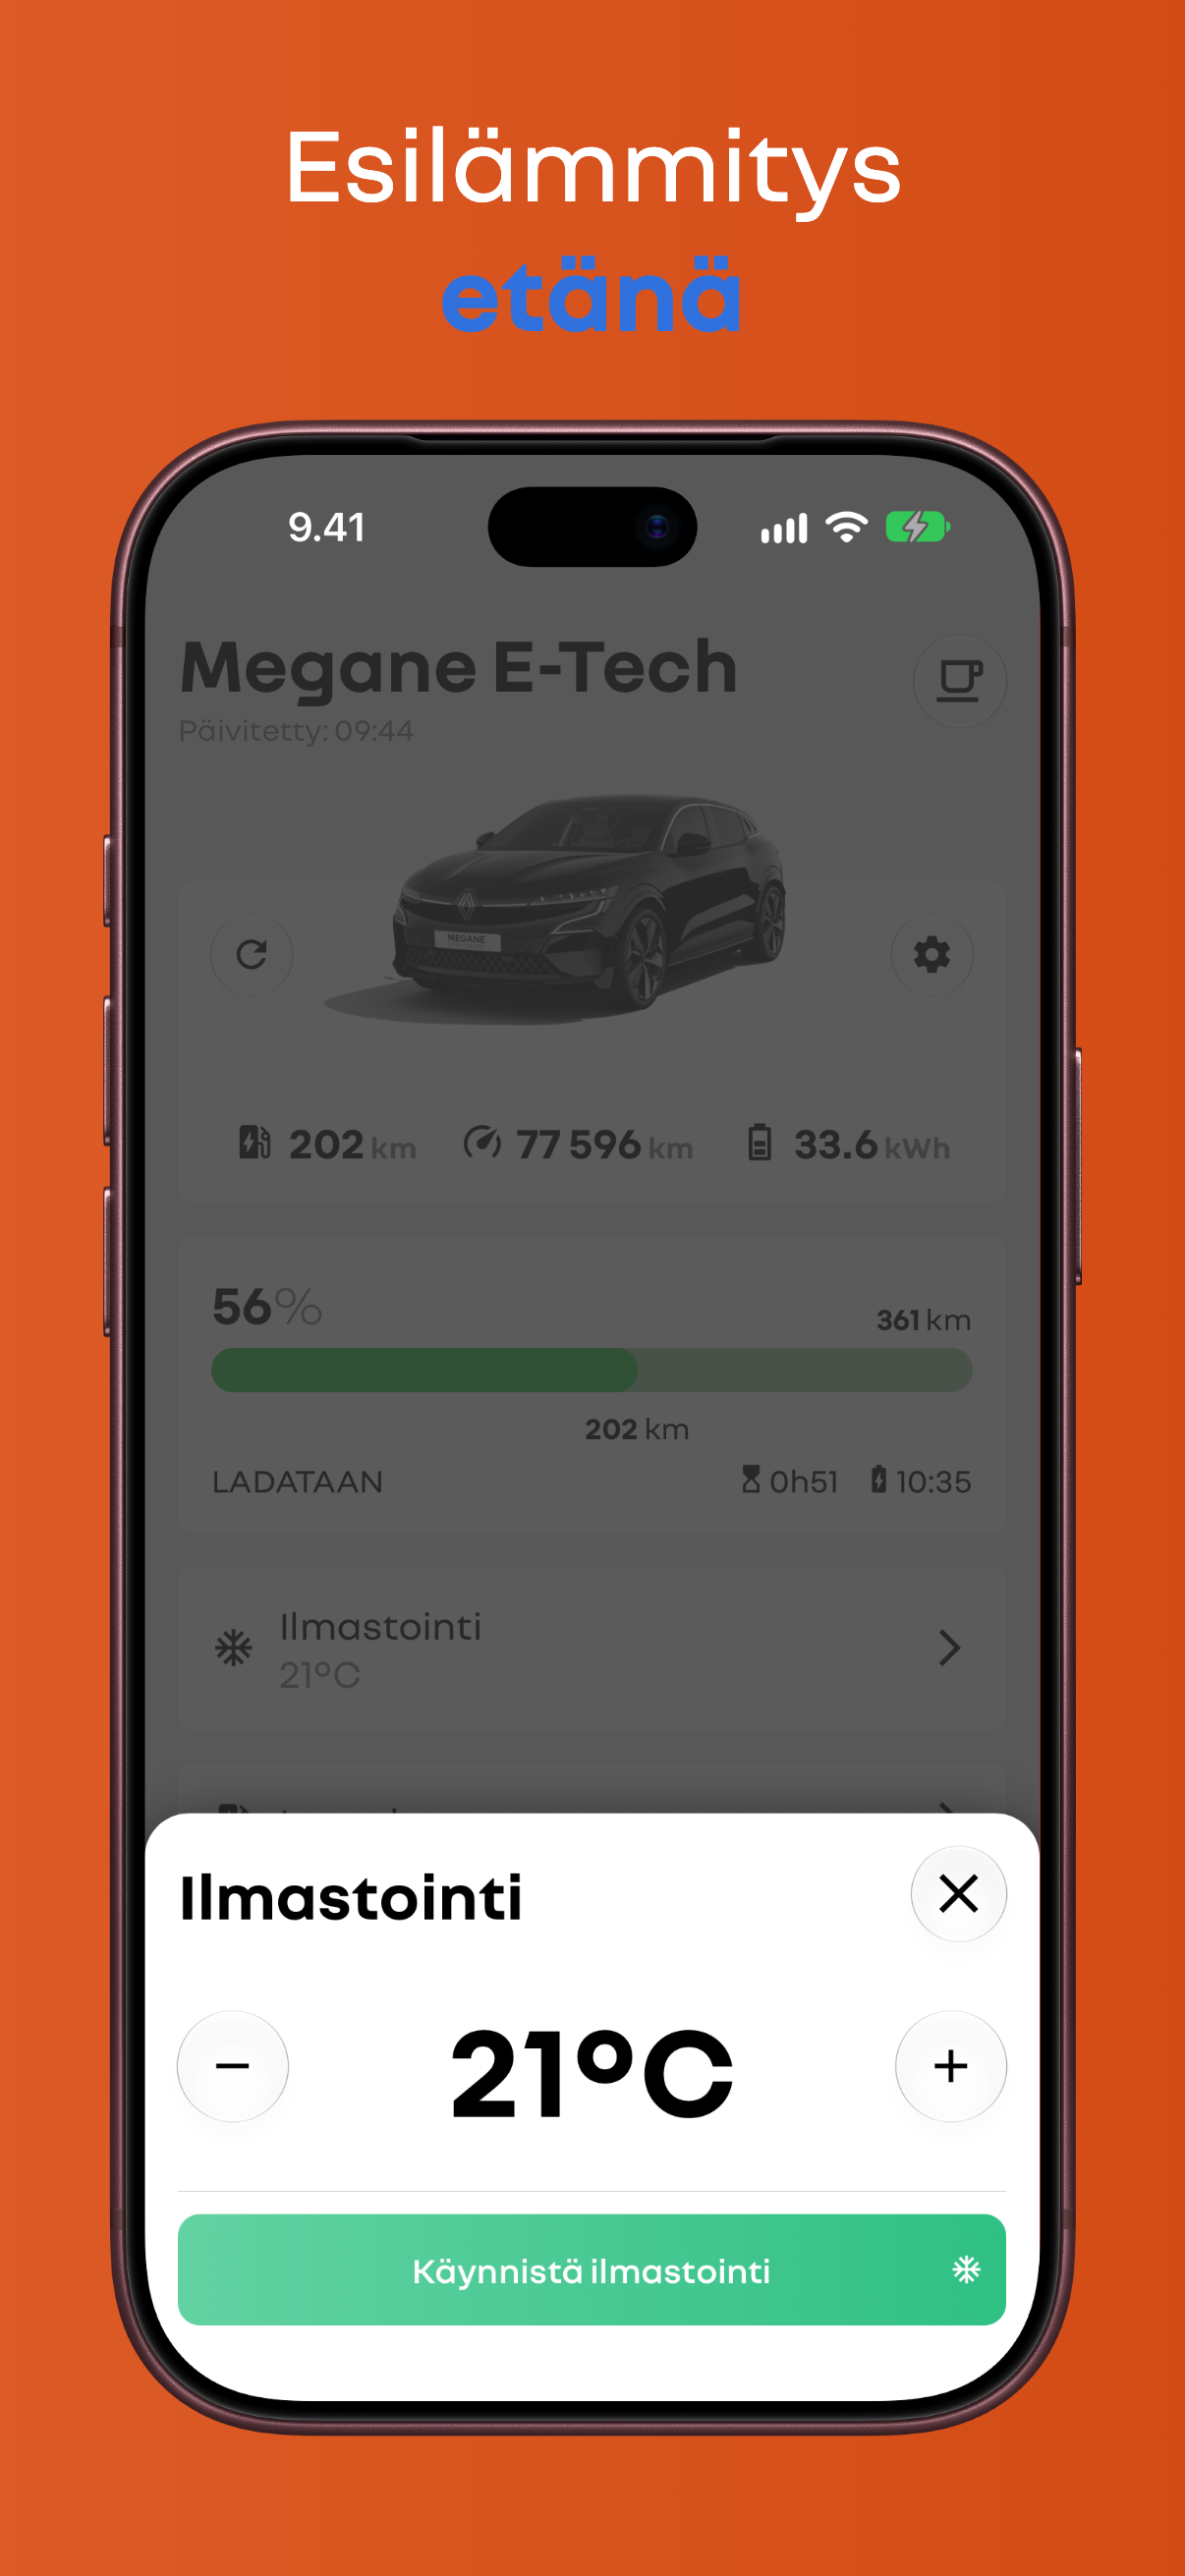 Esilämmitys
etänä
9.41
Megane E-Tech
Päivitetty: 09:44
MEGANE
202 km 77 596 km 33.6 kWh
56%
361 km
202 km
LADATAAN 0h51 10:35
Ilmastointi
21°C
Ilmastointi
21°C
Käynnistä ilmastointi